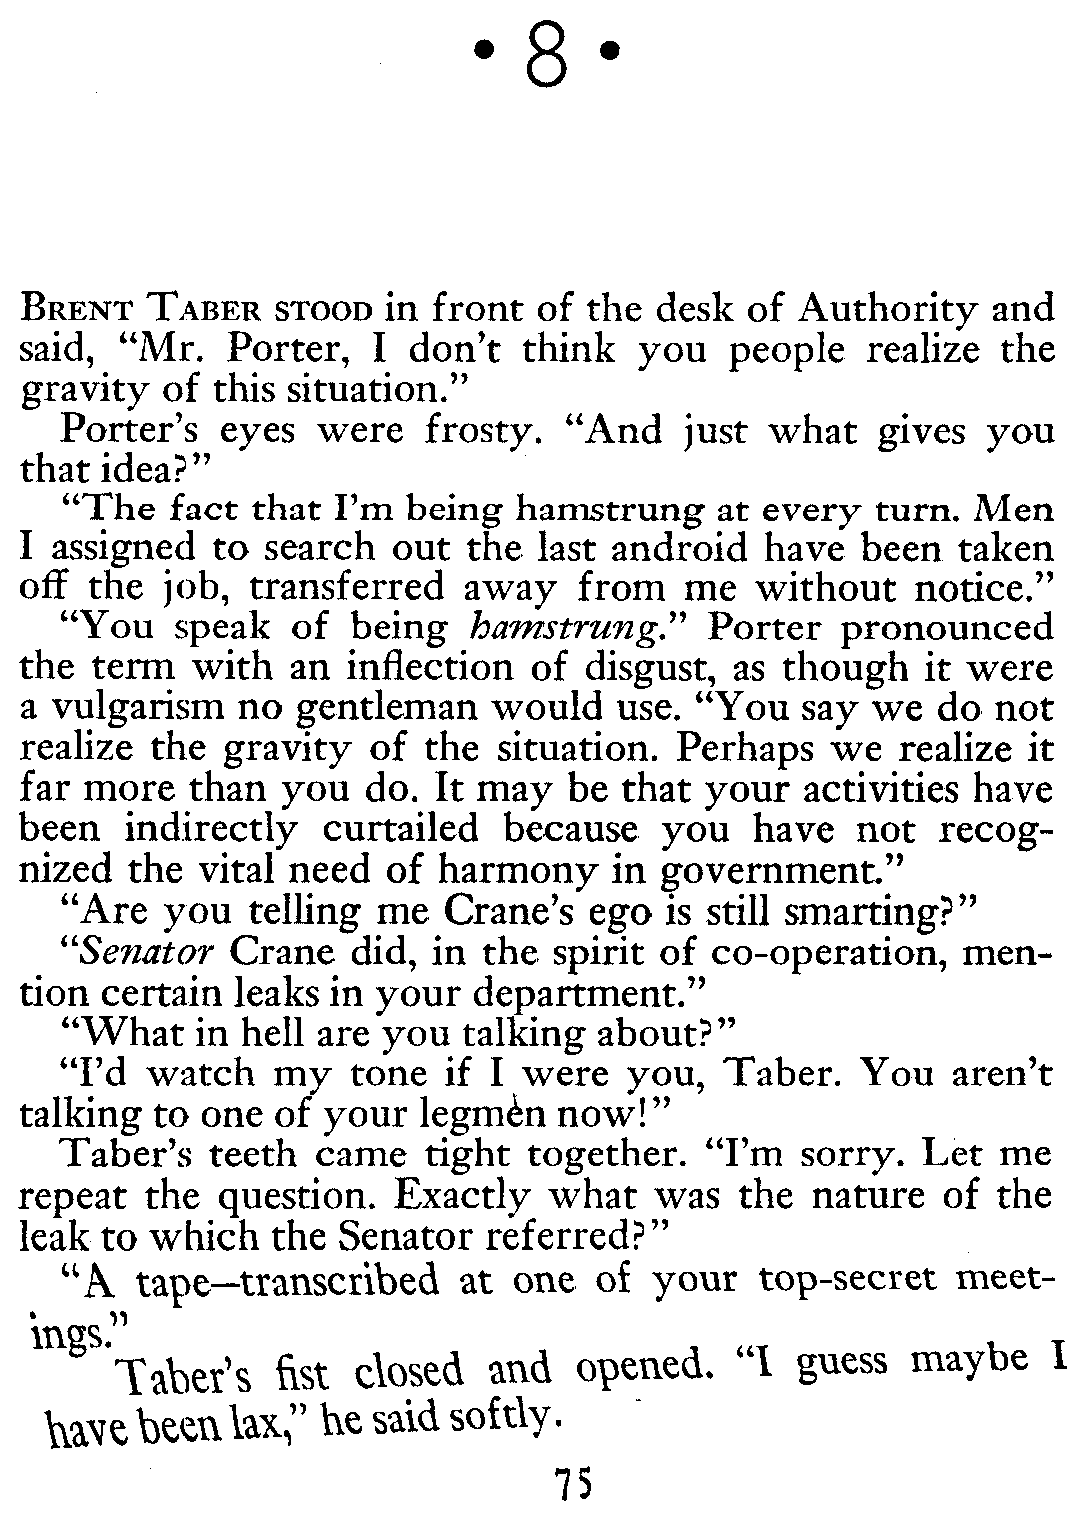 • 8 •
BRENT TABER STOOD in front of the desk of Authority and
said, “Mr. Porter, I don’t think you people realize the
gravity of this situation.”
Porter’s eyes were frosty. “And just what gives you
that idea?”
“The fact that I’m being hamstrung at every turn. Men
I assigned to search out the last android have been taken
off the job, transferred away from me without notice.”
“You speak of being hamstrung.” Porter pronounced
the term with an inflection of disgust, as though it were
a vulgarism no gentleman would use. “You say we do not
realize the gravity of the situation. Perhaps we realize it
far more than you do. It may be that your activities have
been indirectly curtailed because you have not recog-
nized the vital need of harmony in government.”
“Are you telling me Crane’s ego is still smarting?”
“Senator Crane did, in the spirit of co-operation, men-
tion certain leaks in your department.”
“What in hell are you talking about?”
“I’d watch my tone if I were you, Taber. You aren’t
talking to one of your legmen now!”
Taber’s teeth came tight together. “I’m sorry. Let me
repeat the question. Exactly what was the nature of the
leak to which the Senator referred?”
“A tape—transcribed at one of your top-secret meet-
ings.”
Taber’s fist closed and opened. “I guess maybe I
have been lax,” he said softly.
75